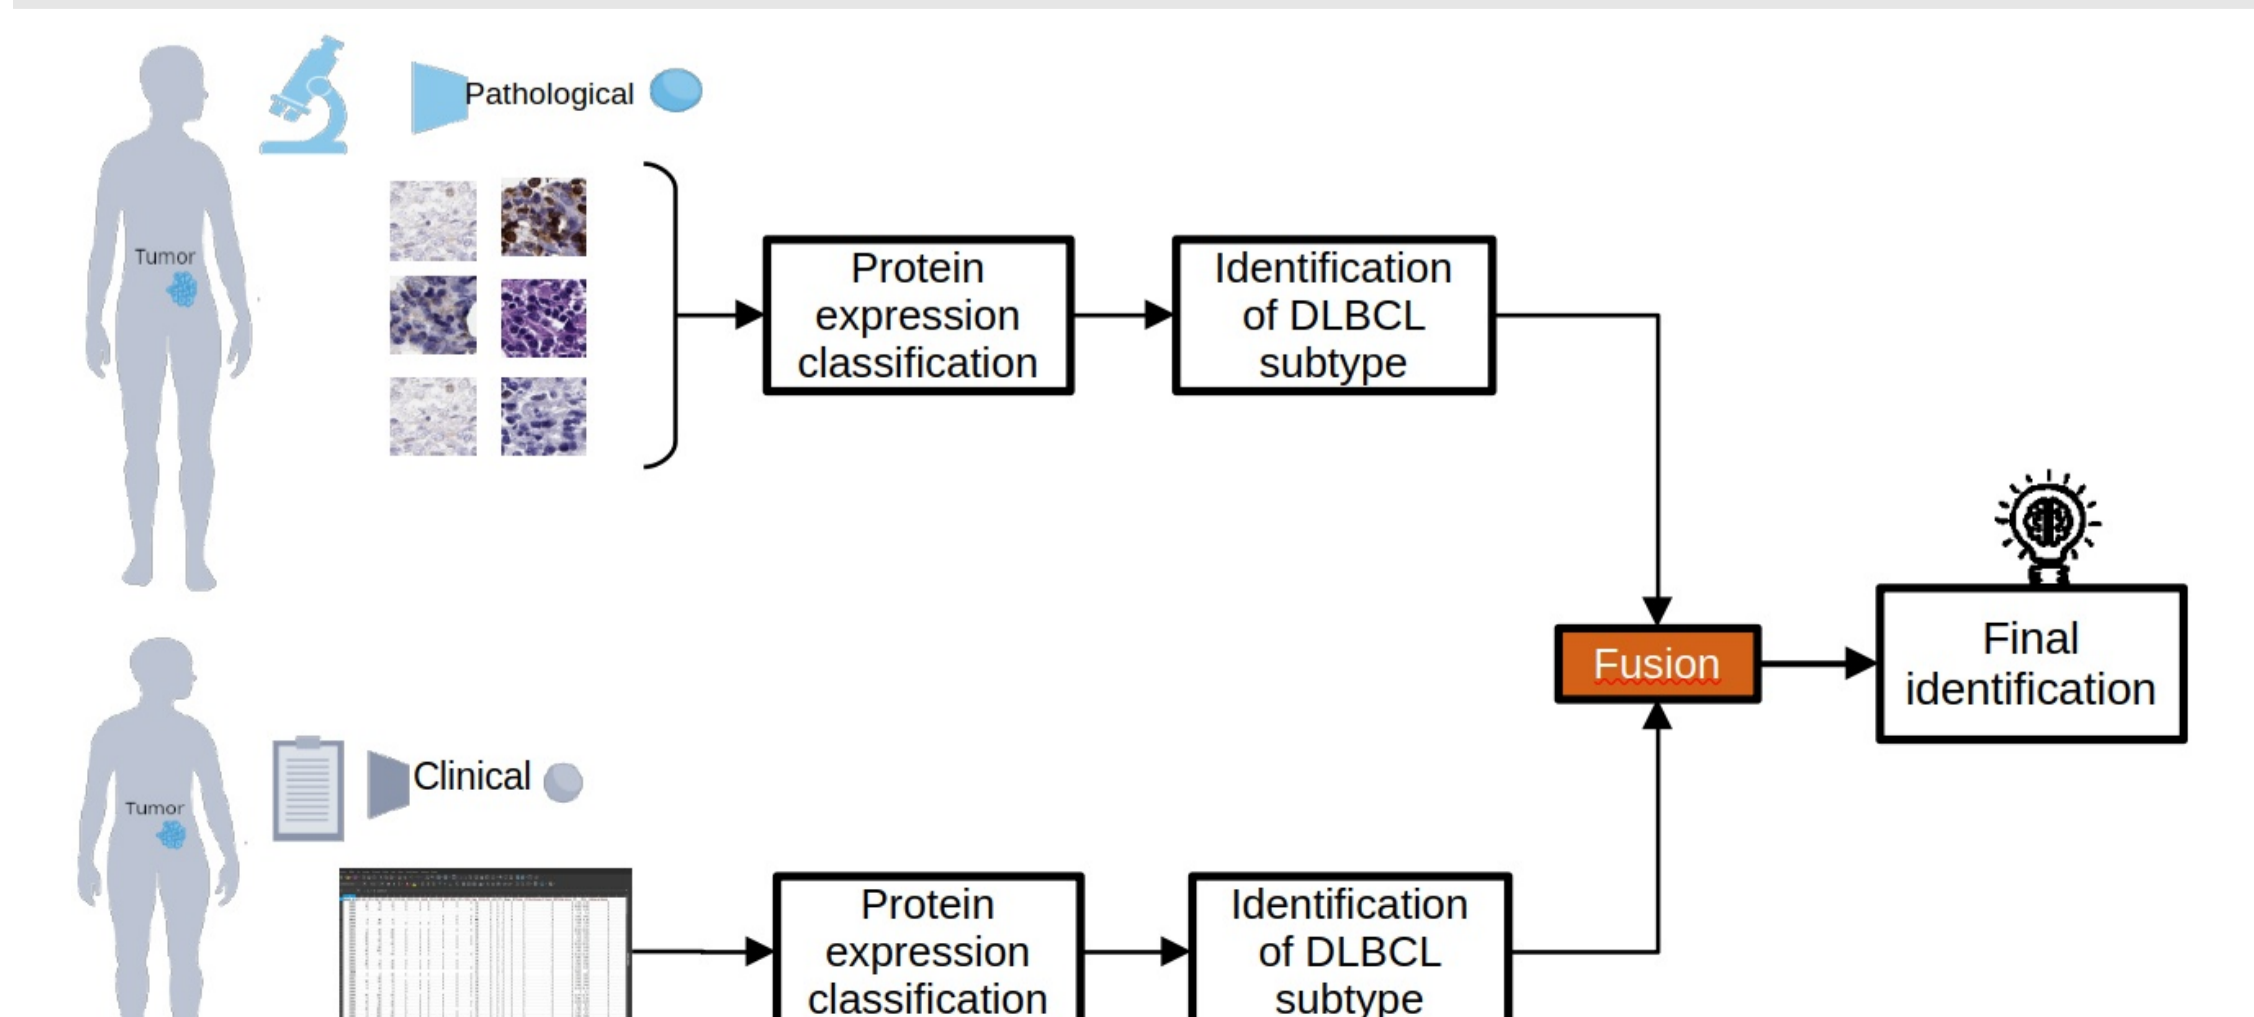 Pathological
Tumor
Protein
expression
classification
Identification
of DLBCL
subtype
Fusion
Final
identification
Clinical
Tumor
Protein
expression
classification
Identification
of DLBCL
subtype